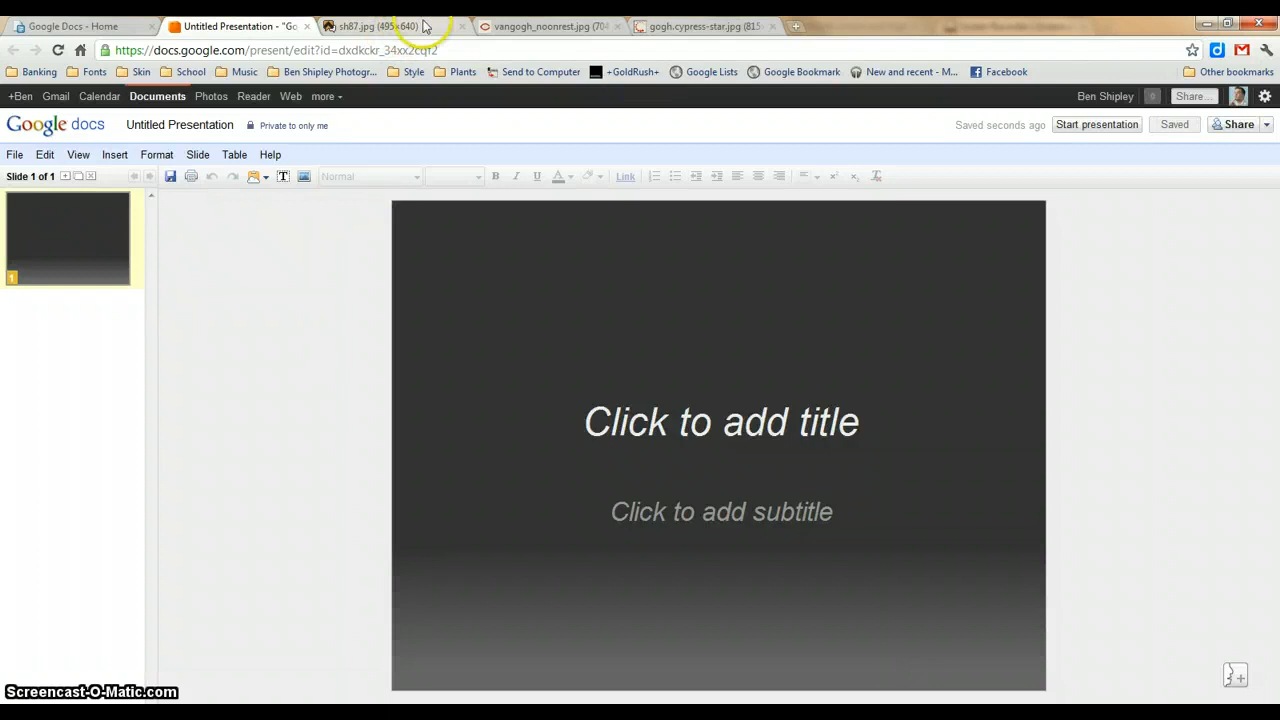 Google Docs - Home
Untitled Presentation - "Go
sh87.jpg (495×640)
vangogh_noonrest.jpg (704
gogh.cypress-star.jpg (815
https://docs.google.com/present/edit?id=dxdkckr_34xx2cqf2
Banking Fonts Skin School Music Ben Shipley Photogr... Style Plants Send to Computer +GoldRush+ Google Lists Google Bookmark New and recent - M... Facebook Other bookmarks
+Ben Gmail Calendar Documents Photos Reader Web more Ben Shipley 0 Share...
Google docs Untitled Presentation Private to only me Saved seconds ago Start presentation Saved Share
File Edit View Insert Format Slide Table Help
Slide 1 of 1 Normal B I U A Link
1
Click to add title
Click to add subtitle
Screencast-O-Matic.com